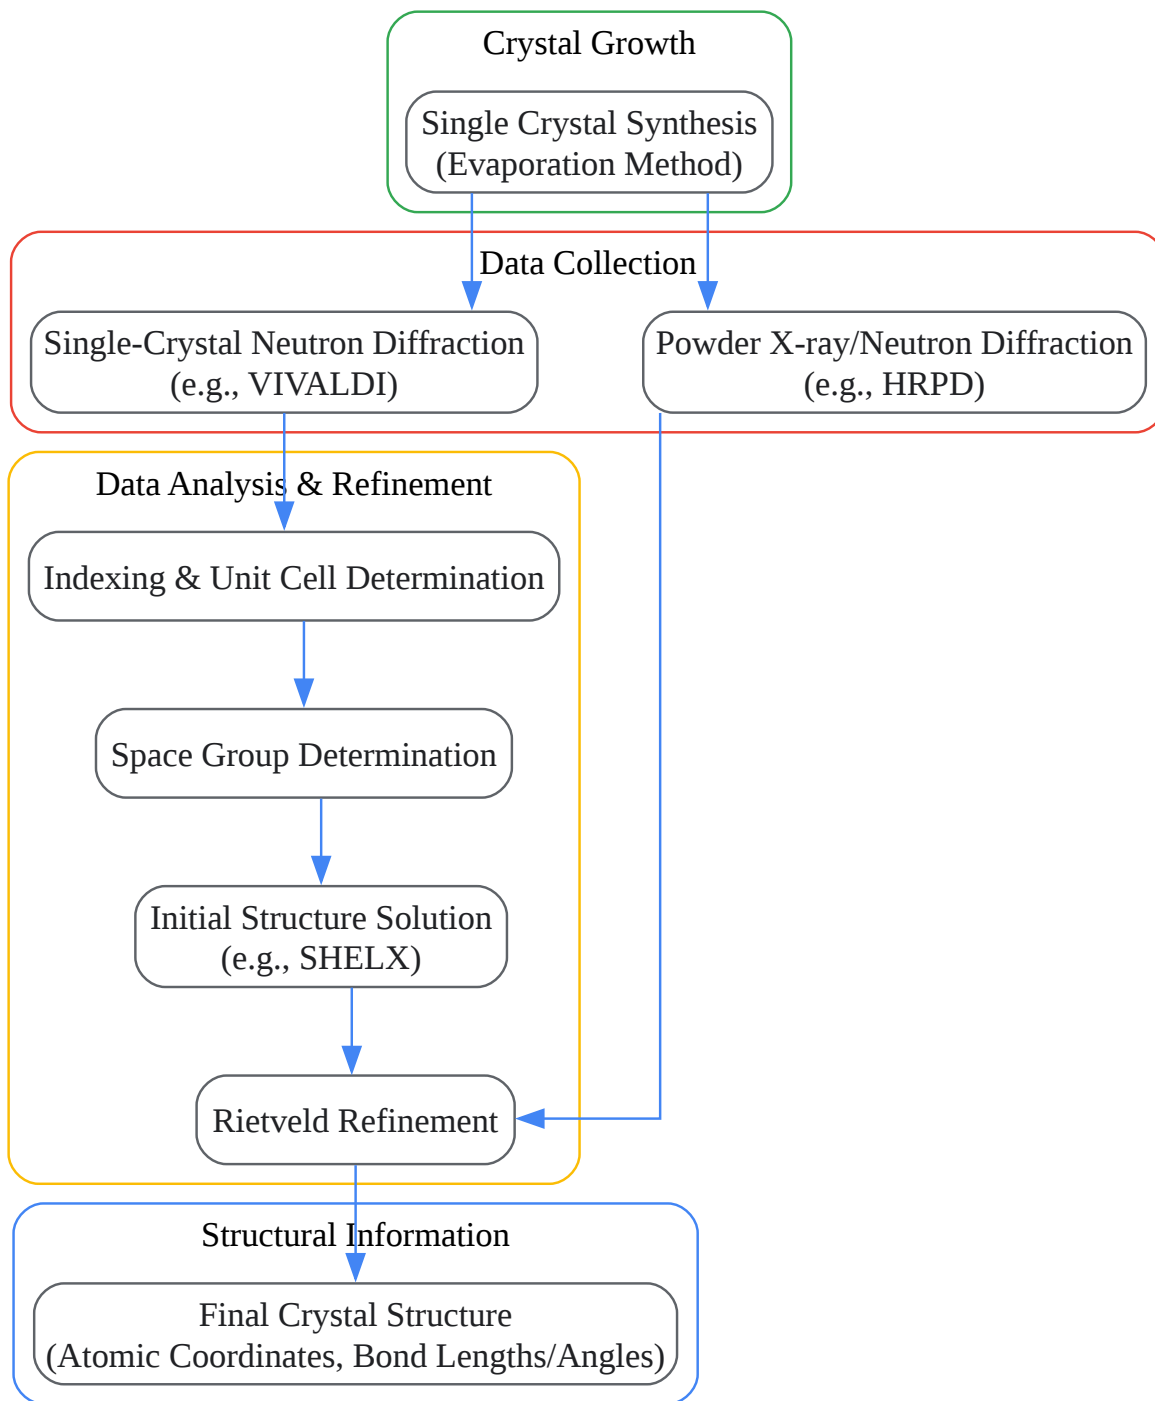 Crystal Growth
Single Crystal Synthesis
(Evaporation Method)
Data Collection
Single-Crystal Neutron Diffraction
(e.g., VIVALDI)
Powder X-ray/Neutron Diffraction
(e.g., HRPD)
Data Analysis & Refinement
Indexing & Unit Cell Determination
Space Group Determination
Initial Structure Solution
(e.g., SHELX)
Rietveld Refinement
Structural Information
Final Crystal Structure
(Atomic Coordinates, Bond Lengths/Angles)